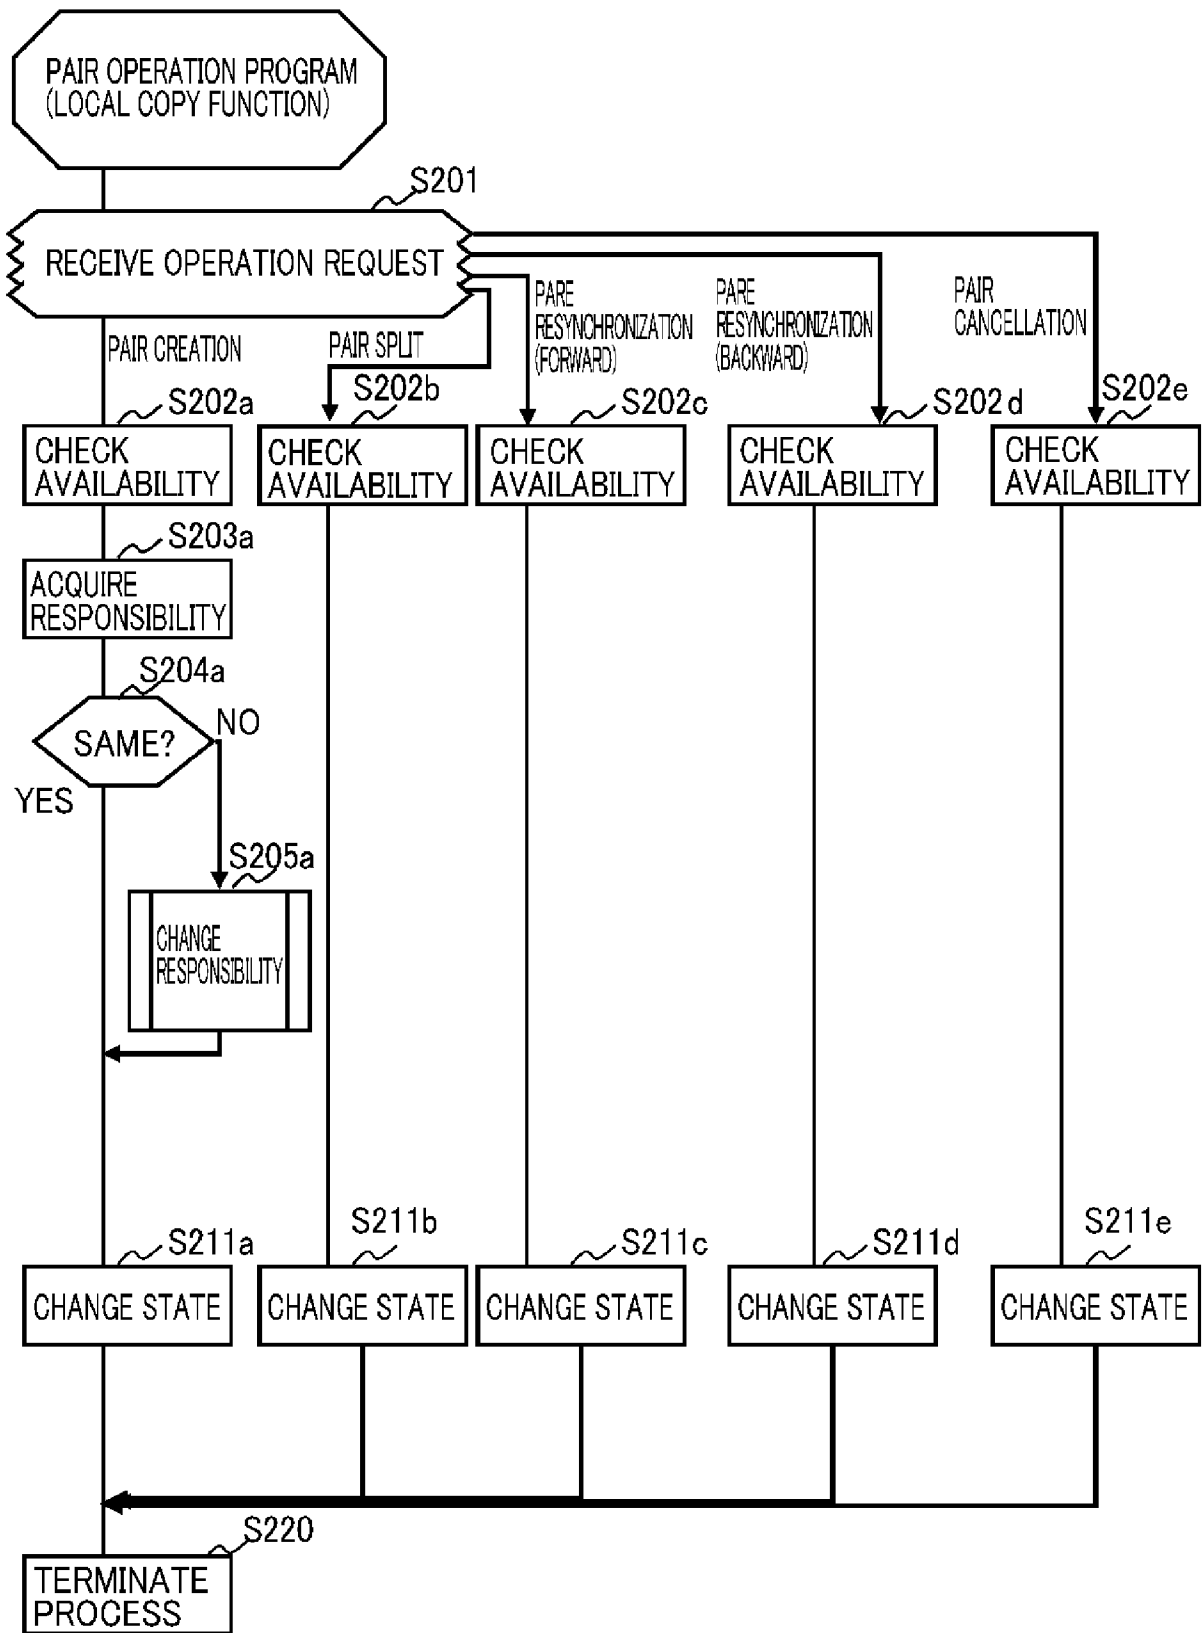 PAIR OPERATION PROGRAM
(LOCAL COPY FUNCTION)
S201
RECEIVE OPERATION REQUEST
PAIR CREATION
PAIR SPLIT
PARE
RESYNCHRONIZATION
(FORWARD)
PARE
RESYNCHRONIZATION
(BACKWARD)
PAIR
CANCELLATION
S202a
CHECK
AVAILABILITY
S202b
CHECK
AVAILABILITY
S202c
CHECK
AVAILABILITY
S202d
CHECK
AVAILABILITY
S202e
CHECK
AVAILABILITY
S203a
ACQUIRE
RESPONSIBILITY
S204a
SAME?
NO
YES
S205a
CHANGE
RESPONSIBILITY
S211a
CHANGE STATE
S211b
CHANGE STATE
S211c
CHANGE STATE
S211d
CHANGE STATE
S211e
CHANGE STATE
S220
TERMINATE
PROCESS